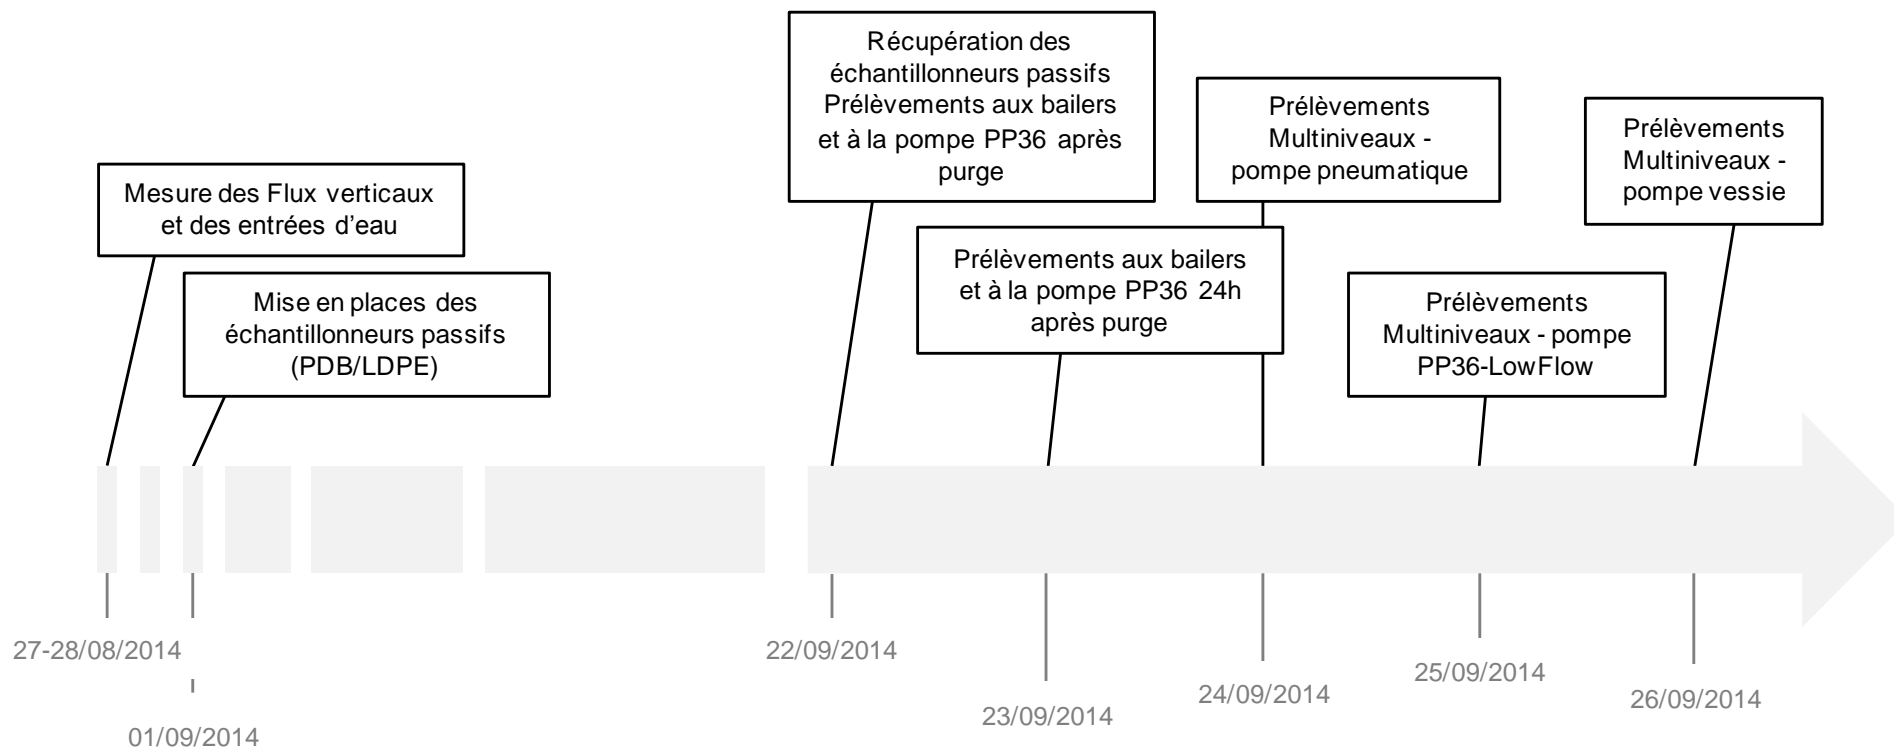 Récupération des
échantillonneurs passifs
Prélèvements aux bailers
et à la pompe PP36 après
purge
Prélèvements
Multiniveaux -
pompe pneumatique
Prélèvements
Multiniveaux -
pompe vessie
Mesure des Flux verticaux
et des entrées d’eau
Prélèvements aux bailers
et à la pompe PP36 24h
après purge
Mise en places des
échantillonneurs passifs
(PDB/LDPE)
Prélèvements
Multiniveaux - pompe
PP36-LowFlow
27-28/08/2014
01/09/2014
22/09/2014
23/09/2014
24/09/2014
25/09/2014
26/09/2014